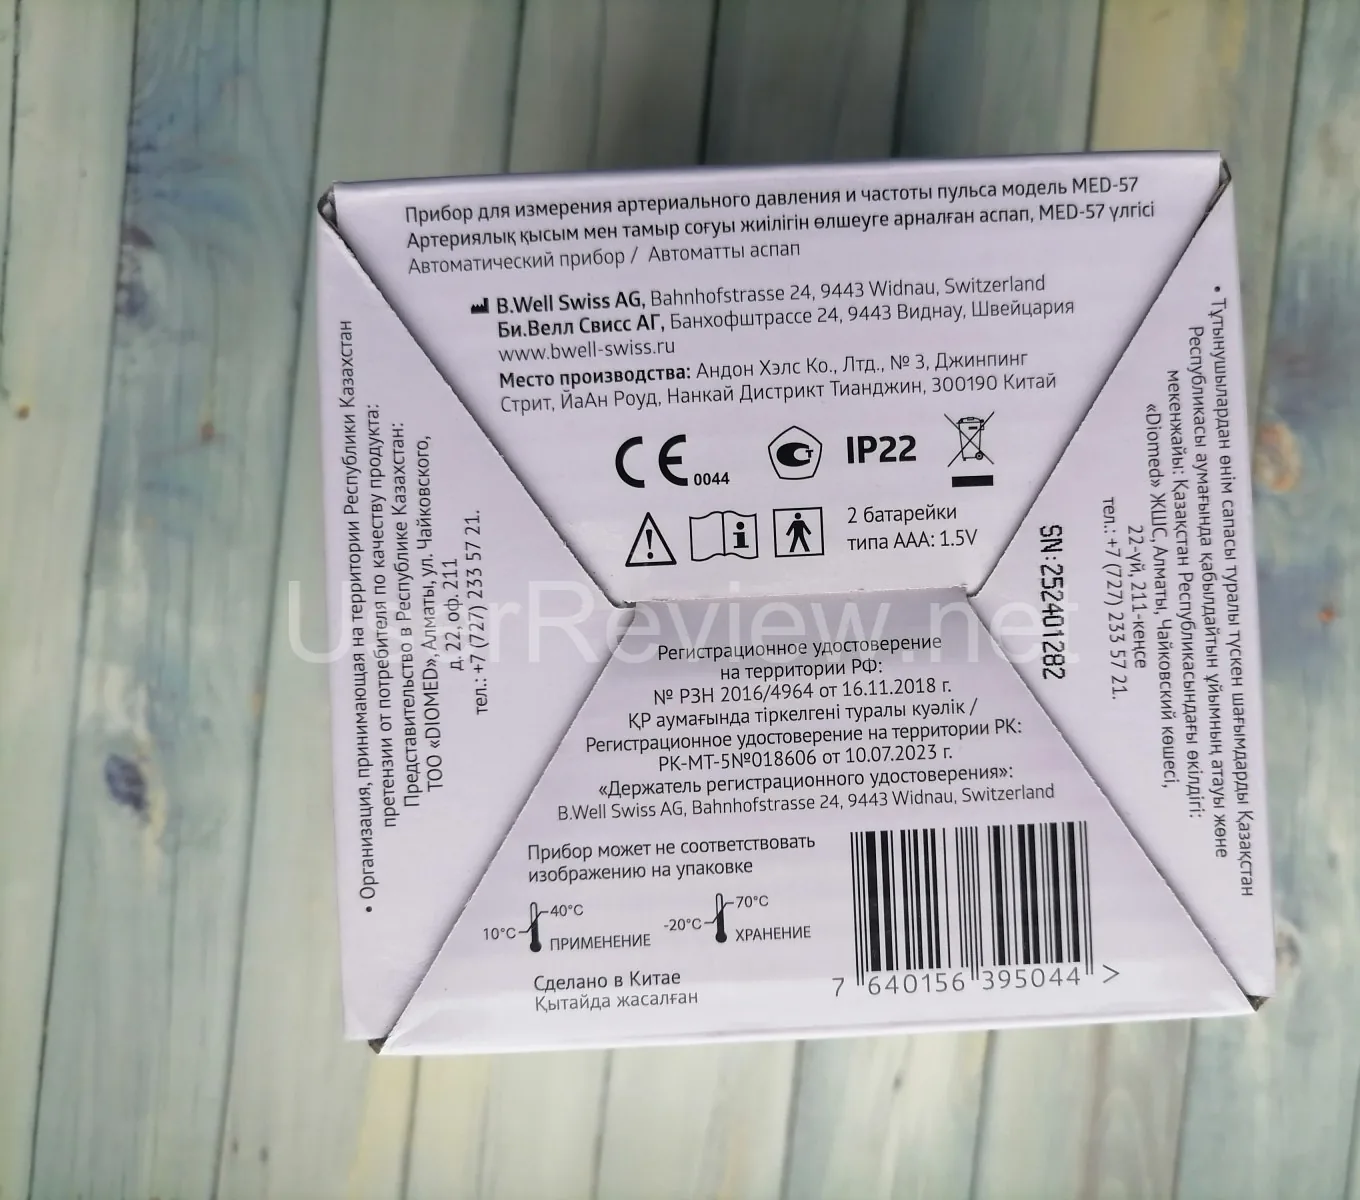 Прибор для измерения артериального давления и частоты пульса модель MED-57
Артериялық қысым мен тамыр соғуы жиілігін өлшеуге арналған аспап, MED-57 үлгісі
Автоматический прибор / Автоматты аспап
B.Well Swiss AG, Bahnhofstrasse 24, 9443 Widnau, Switzerland
Би.Велл Свисс АГ, Банхофштрассе 24, 9443 Виднау, Швейцария
www.bwell-swiss.ru
Место производства: Андон Хэлс Ко., Лтд., № 3, Джинпинг
Стрит, ЙаАн Роуд, Нанкай Дистрикт Тианджин, 300190 Китай
CE 0044
IP22
2 батарейки
типа ААА: 1.5V
• Организация, принимающая на территории Республики Казахстан
претензии от потребителя по качеству продукта:
Представительство в Республике Казахстан:
ТОО «DIOMED», Алматы, ул. Чайковского,
д. 22, оф. 211
тел.: +7 (727) 233 57 21.
• Тұтынушылардан өнім сапасы туралы түскен шағымдарды Қазақстан
Республикасы аумағында қабылдайтын ұйымның атауы және
мекенжайы: Қазақстан Республикасындағы өкілдігі:
«Diomed» ЖШС, Алматы, Чайковский көшесі,
22-үй, 211-кеңсе
тел.: +7 (727) 233 57 21.
SN:252401282
UserReview.net
Регистрационное удостоверение
на территории РФ:
№ РЗН 2016/4964 от 16.11.2018 г.
ҚР аумағында тіркелгені туралы куәлік /
Регистрационное удостоверение на территории РК:
РК-МТ-5№018606 от 10.07.2023 г.
«Держатель регистрационного удостоверения»:
B.Well Swiss AG, Bahnhofstrasse 24, 9443 Widnau, Switzerland
Прибор может не соответствовать
изображению на упаковке
10°C 40°C ПРИМЕНЕНИЕ
-20°C 70°C ХРАНЕНИЕ
Сделано в Китае
Қытайда жасалған
7 640156 395044 >